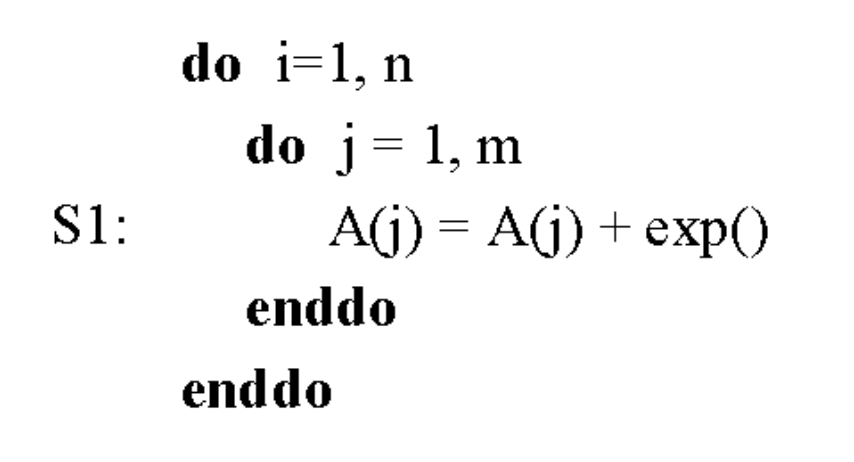 do i=1, n
do j = 1, m
S1: A(j) = A(j) + exp()
enddo
enddo